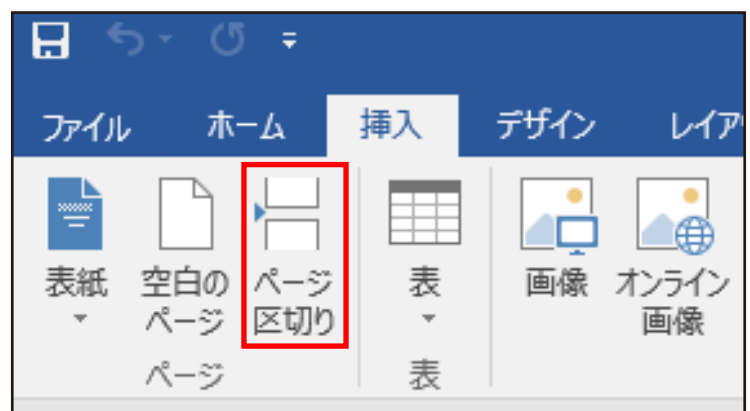 ファイル ホーム 挿入 デザイン レイア
表紙 空白の ページ 表 画像 オンライン
ページ 区切り 画像
ページ 表